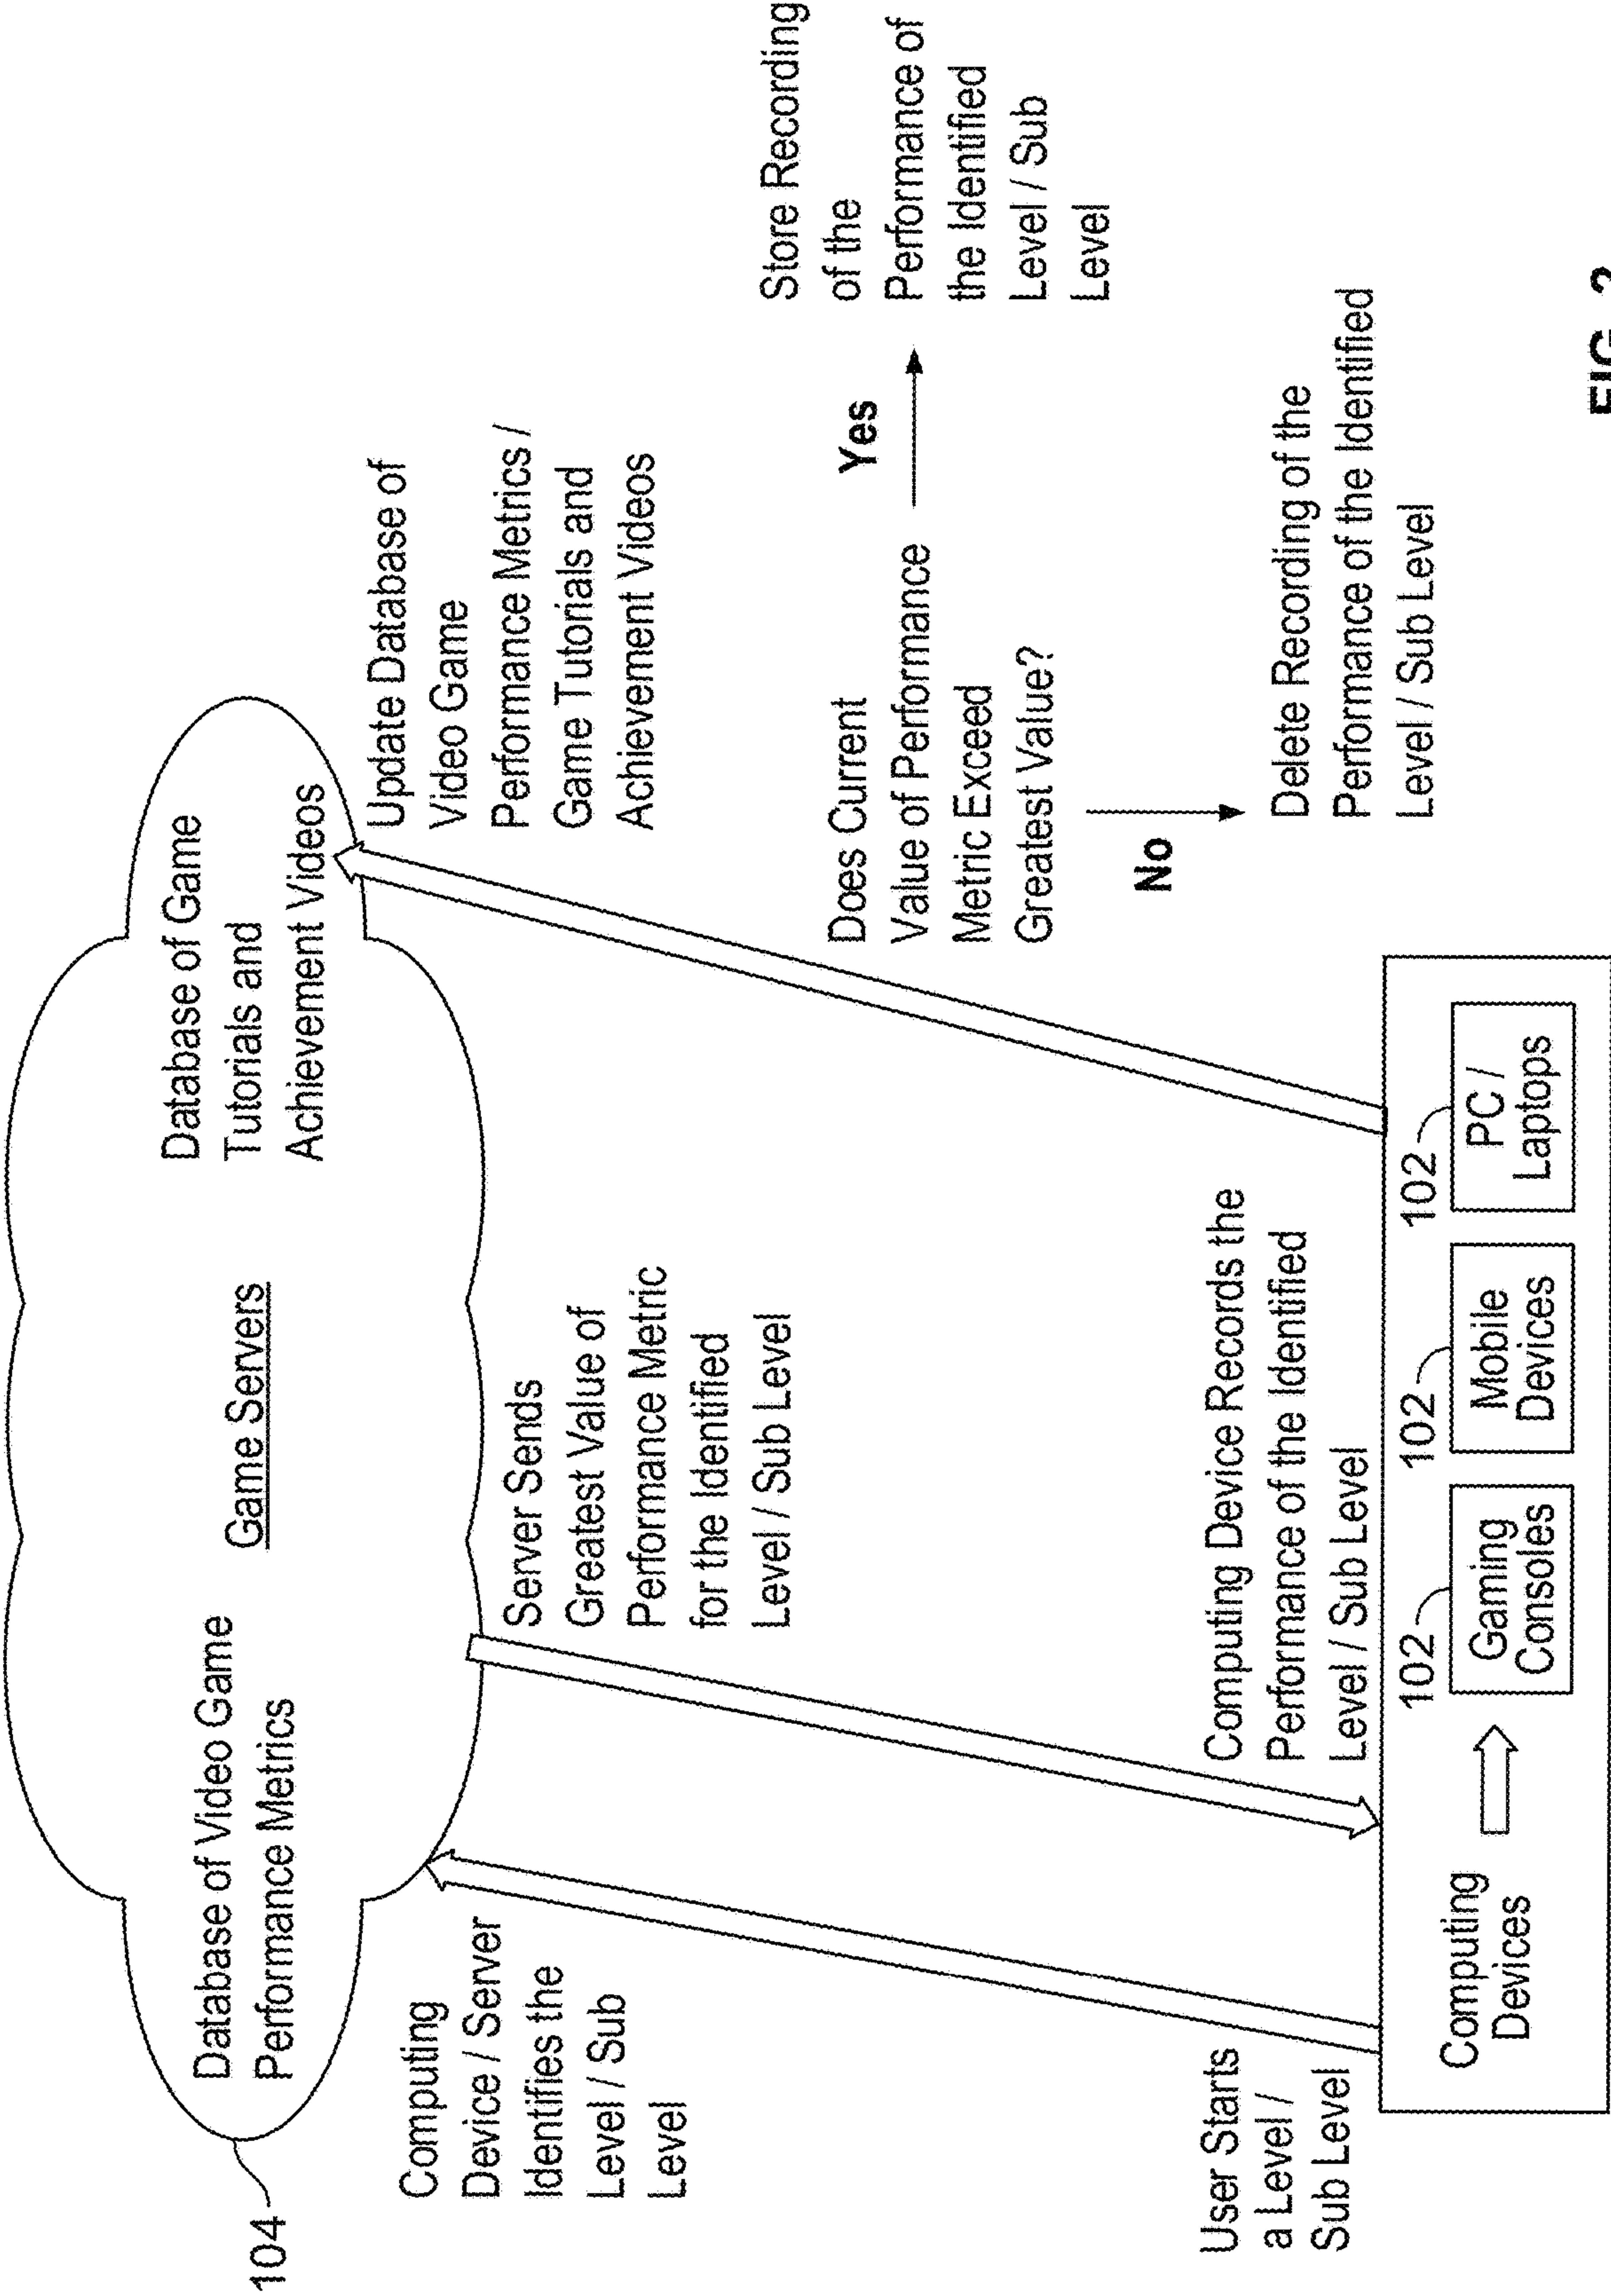 104
Database of Video Game
Performance Metrics
Game Servers
Database of Game
Tutorials and
Achievement Videos
Computing
Device / Server
Identifies the
Level / Sub
Level
Server Sends
Greatest Value of
Performance Metric
for the Identified
Level / Sub Level
Update Database of
Video Game
Performance Metrics /
Game Tutorials and
Achievement Videos
User Starts
a Level /
Sub Level
Computing Device Records the
Performance of the Identified
Level / Sub Level
Does Current
Value of Performance
Metric Exceed
Greatest Value?
Yes
Store Recording
of the
Performance of
the Identified
Level / Sub
Level
No
Delete Recording of the
Performance of the Identified
Level / Sub Level
Computing
Devices
102
Gaming
Consoles
102
Mobile
Devices
102
PC /
Laptops
FIG.